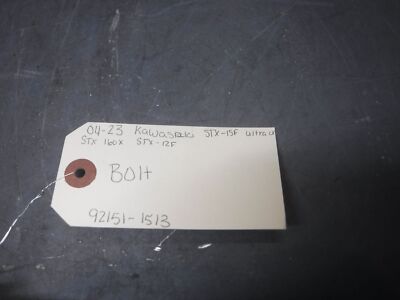 04-23 Kawasaki STX-15F Ultra
STX 160X STX-12F
Bolt
92151-1513